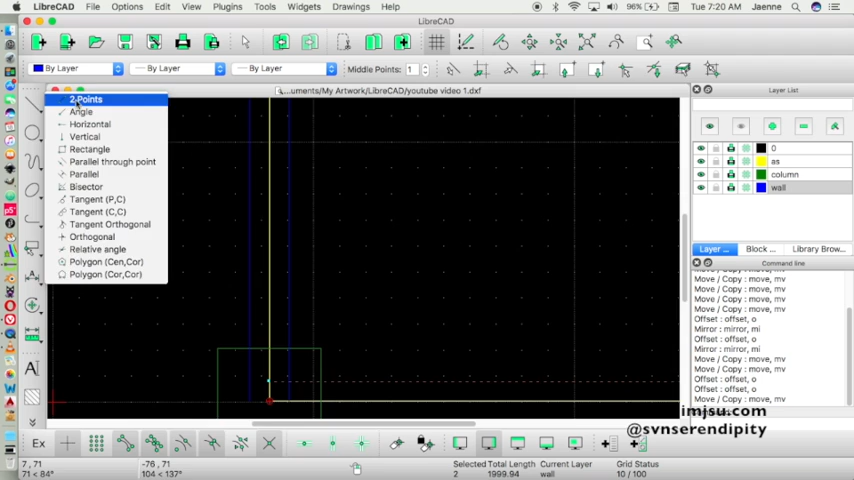 LibreCAD File Options Edit View Plugins Tools Widgets Drawings Help
96% Tue 7:20 AM Jaenne
LibreCAD
By Layer By Layer By Layer Middle Points: 1
...uments/My Artwork/LibreCAD/youtube video 1.dxf
Layer List
2 Points
Angle
Horizontal
Vertical
Rectangle
Parallel through point
Parallel
Bisector
Tangent (P,C)
Tangent (C,C)
Tangent Orthogonal
Orthogonal
Relative angle
Polygon (Cen,Cor)
Polygon (Cor,Cor)
0
as
column
wall
Layer ... Block ... Library Brow...
Command line
Move / Copy : move, mv
Move / Copy : move, mv
Move / Copy : move, mv
Offset : offset, o
Mirror : mirror, mi
Offset : offset, o
Mirror : mirror, mi
Move / Copy : move, mv
Move / Copy : move, mv
Offset : offset, o
Move / Copy : move, mv
imjsu.com
@svnserendipity
Ex
7 , 71
71 < 84°
-76 , 71
104 < 137°
Selected Total Length Current Layer Grid Status
2 1999.94 wall 10 / 100